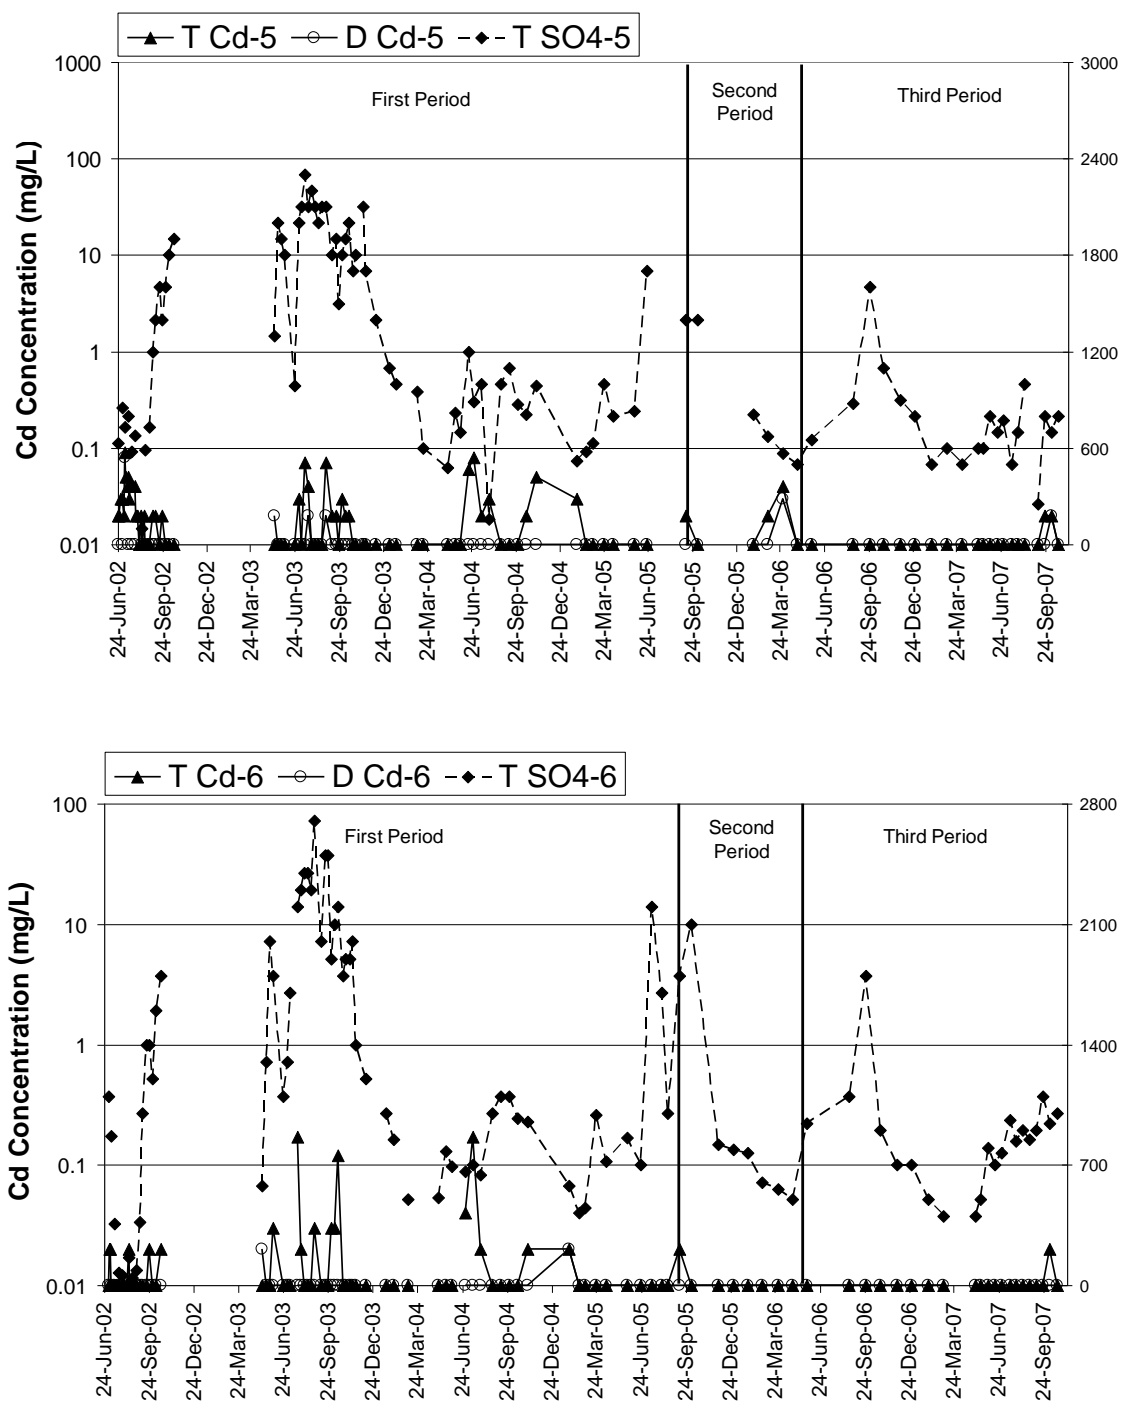 T Cd-5 D Cd-5 T SO4-5
1000
100
10
1
0.1
0.01
Cd Concentration (mg/L)
First Period
Second
Period
Third Period
3000
2400
1800
1200
600
0
24-Jun-02
24-Sep-02
24-Dec-02
24-Mar-03
24-Jun-03
24-Sep-03
24-Dec-03
24-Mar-04
24-Jun-04
24-Sep-04
24-Dec-04
24-Mar-05
24-Jun-05
24-Sep-05
24-Dec-05
24-Mar-06
24-Jun-06
24-Sep-06
24-Dec-06
24-Mar-07
24-Jun-07
24-Sep-07
T Cd-6 D Cd-6 T SO4-6
100
10
1
0.1
0.01
Cd Concentration (mg/L)
First Period
Second
Period
Third Period
2800
2100
1400
700
0
24-Jun-02
24-Sep-02
24-Dec-02
24-Mar-03
24-Jun-03
24-Sep-03
24-Dec-03
24-Mar-04
24-Jun-04
24-Sep-04
24-Dec-04
24-Mar-05
24-Jun-05
24-Sep-05
24-Dec-05
24-Mar-06
24-Jun-06
24-Sep-06
24-Dec-06
24-Mar-07
24-Jun-07
24-Sep-07